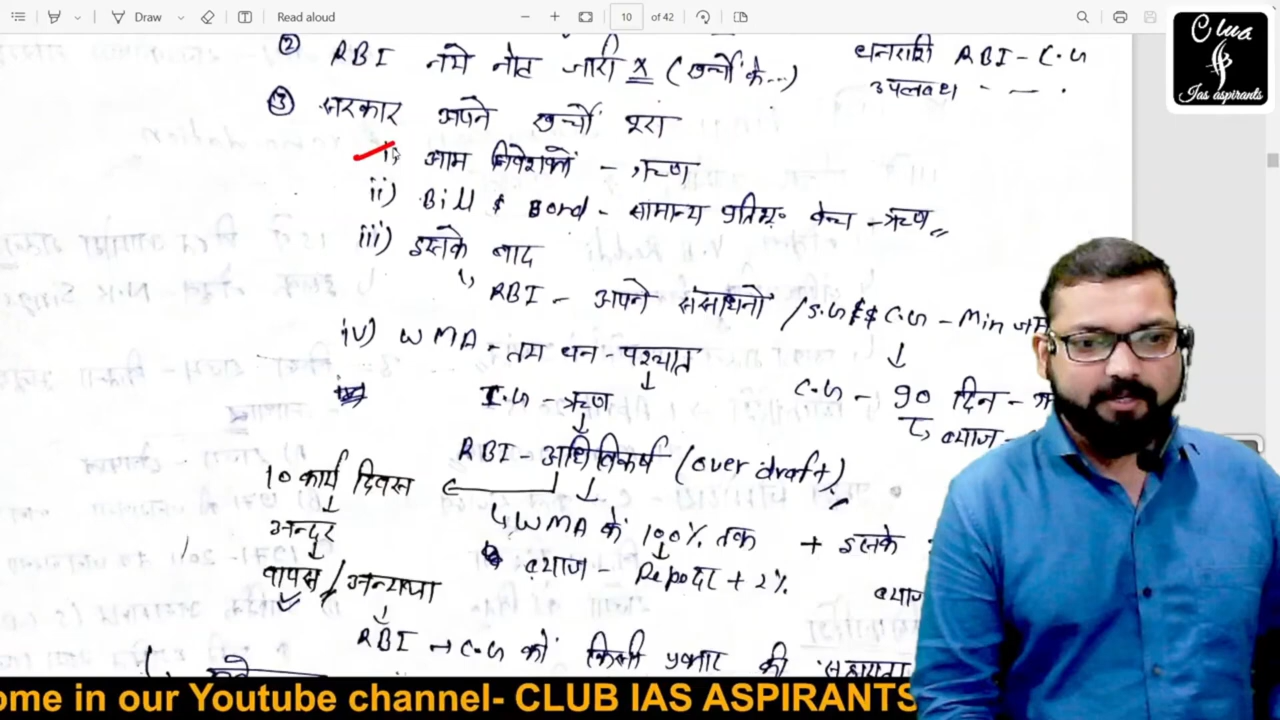 Draw
Read aloud
10 of 42
Clua
Ias aspirants
② RBI नये नोट जारी x (खर्चों के...)
धनराशि RBI - C.G
उपलब्ध - — .
③ सरकार अपने खर्चों
i) आम निवेशकों - ऋण
ii) Bill & Bond - सामान्य प्रतिभू० बेच - ऋण
iii) इसके बाद
RBI - अपने संसाधनों / S.G && C.G - Min जमा
iv) WMA - तय धन - पश्चात
C.G - 90 दिन -
I.G - ऋण
ब्याज -
RBI - अधिविकर्ष (over draft)
10 कार्य दिवस
अन्दर
WMA के 100% तक + इसके
ब्याज - Repo दर + 2%
वापस / अन्यथा
RBI → C.G को किसी प्रकार की सहायता
ome in our Youtube channel- CLUB IAS ASPIRANTS